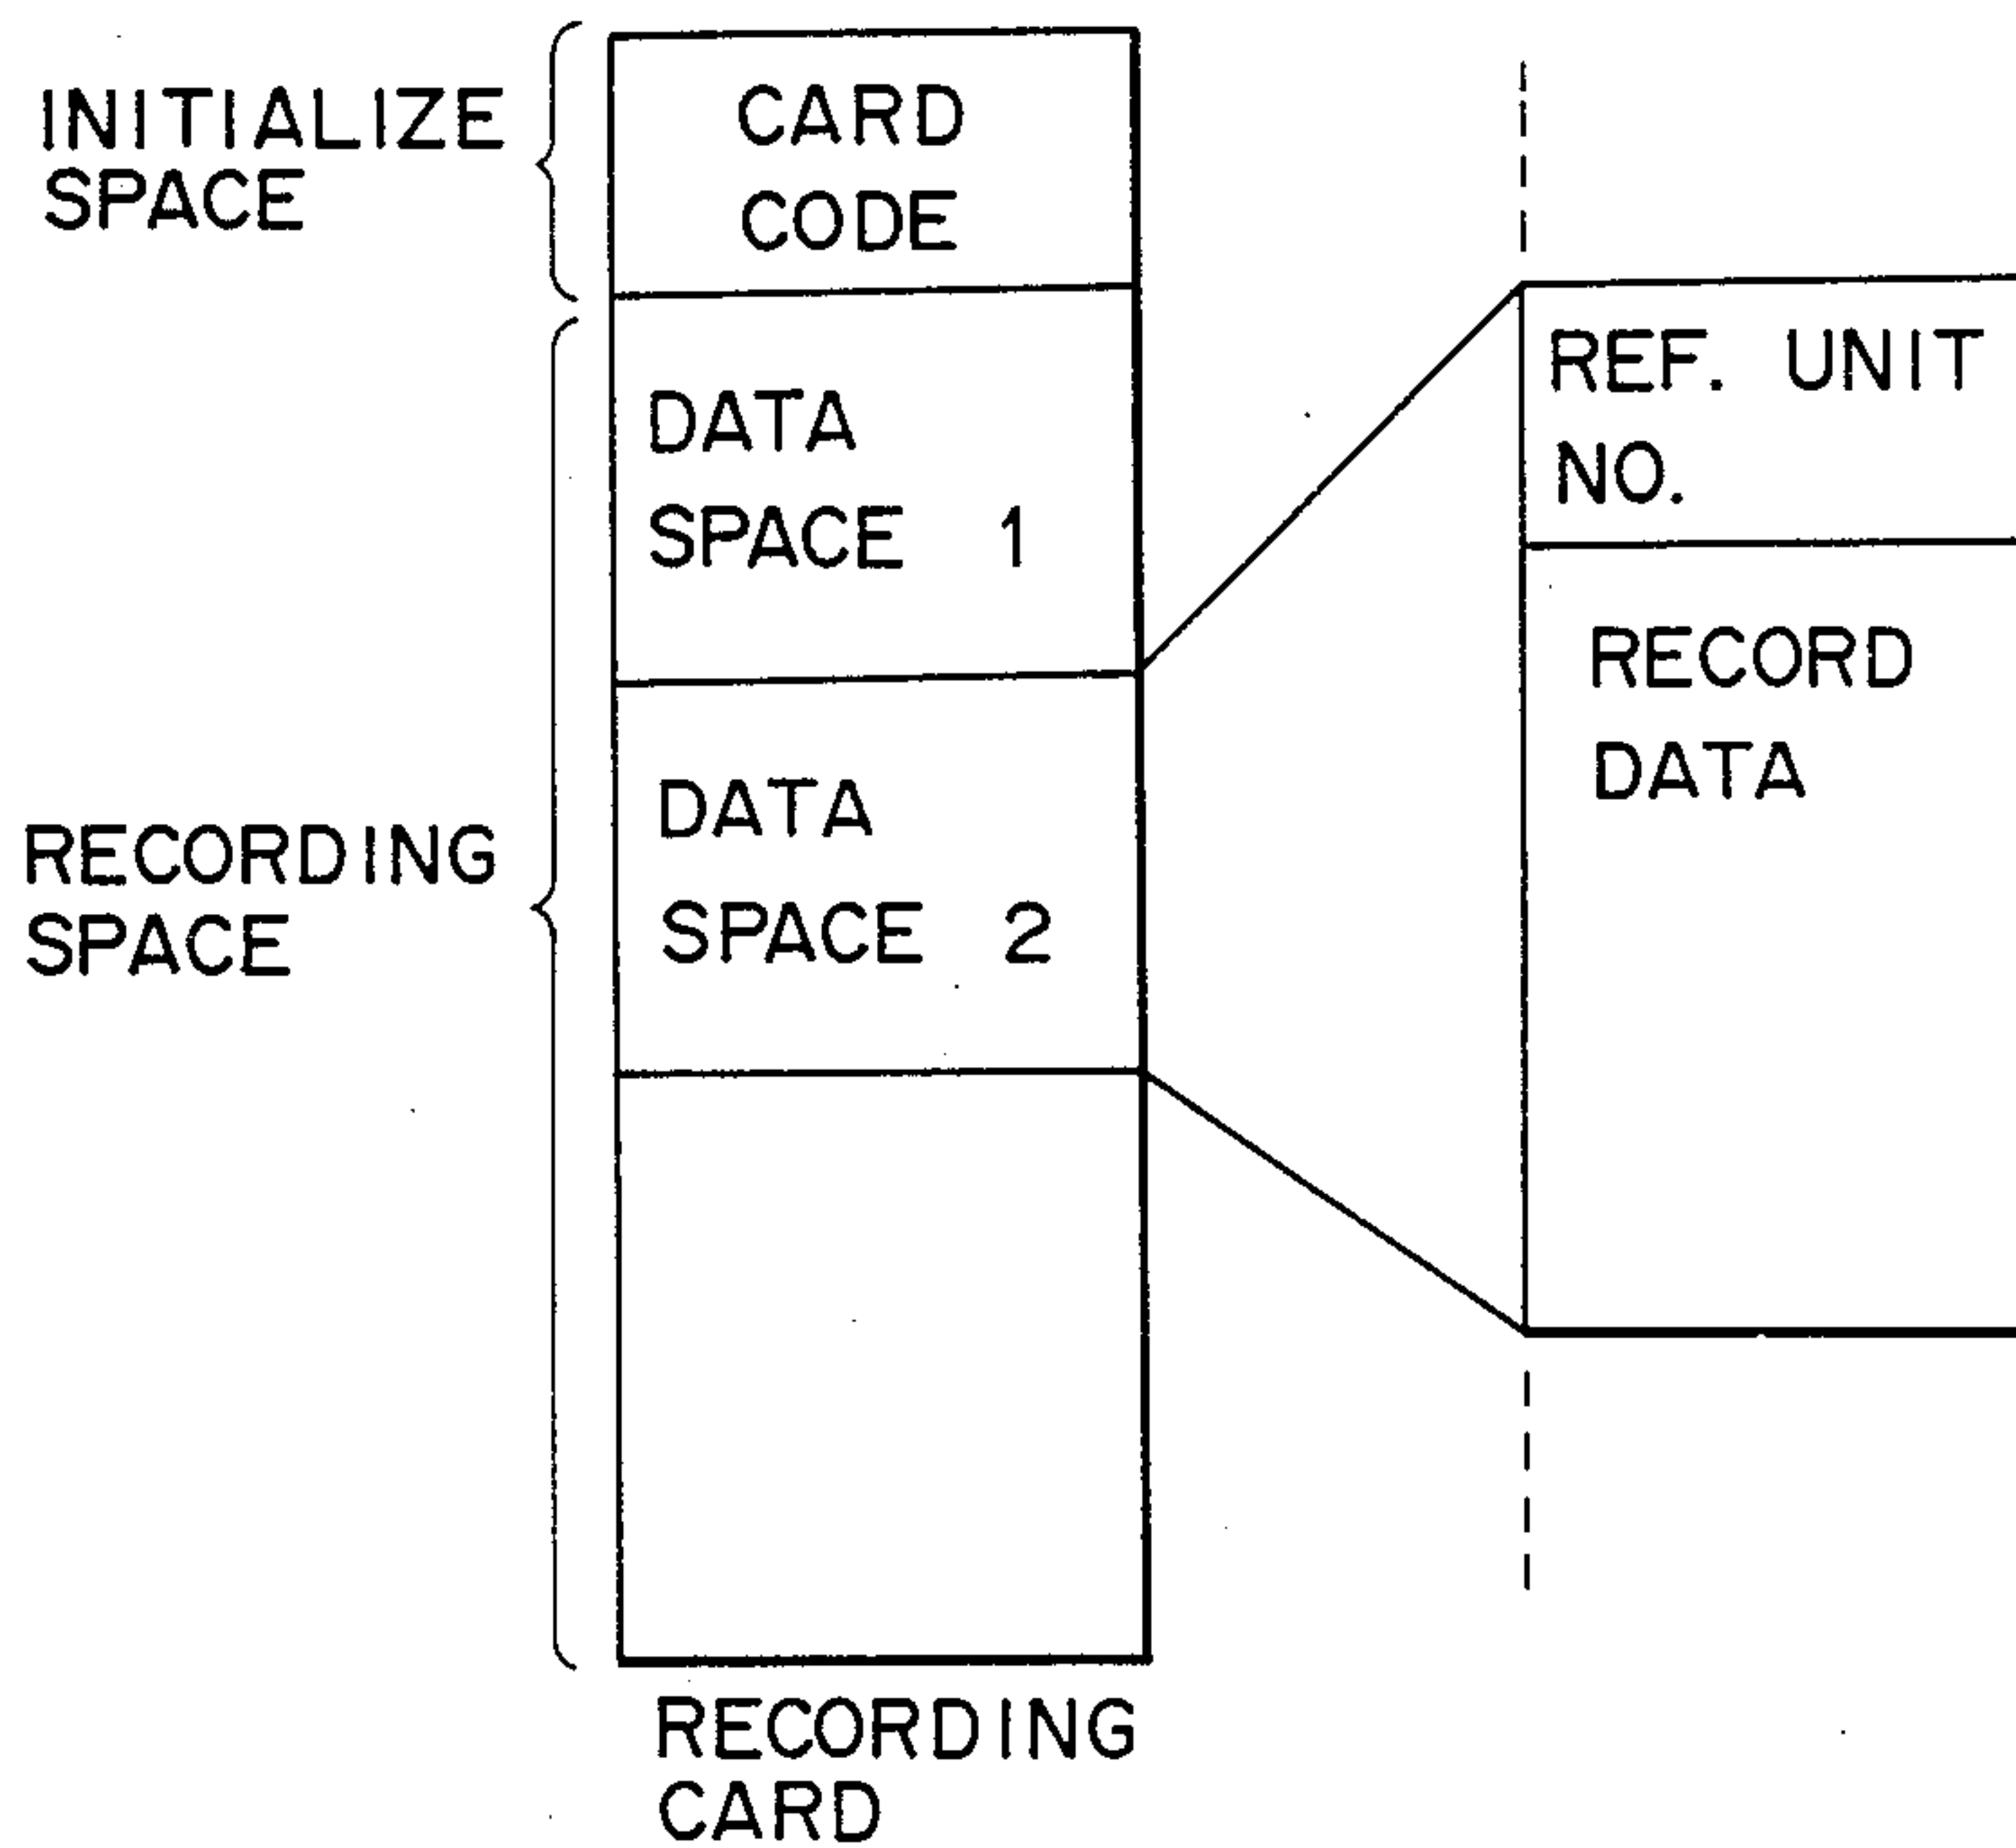 INITIALIZE
SPACE
CARD
CODE
DATA
SPACE 1
DATA
SPACE 2
RECORDING
SPACE
RECORDING
CARD
REF. UNIT
NO.
RECORD
DATA